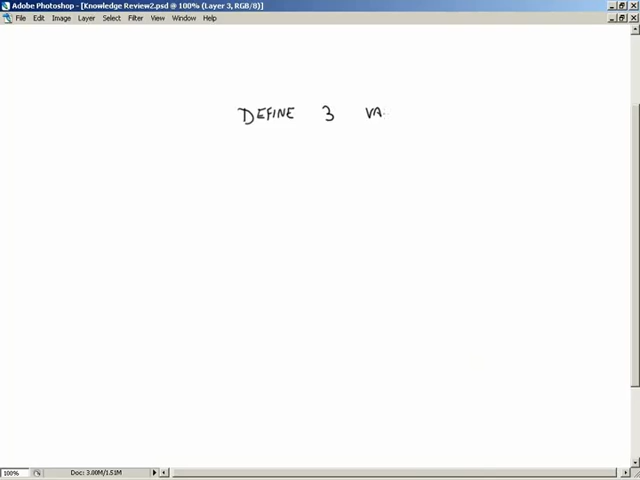 Adobe Photoshop - [Knowledge Review2.psd @ 100% (Layer 3, RGB/8)]
File Edit Image Layer Select Filter View Window Help
DEFINE 3 VA
100% Doc: 3.00M/1.51M